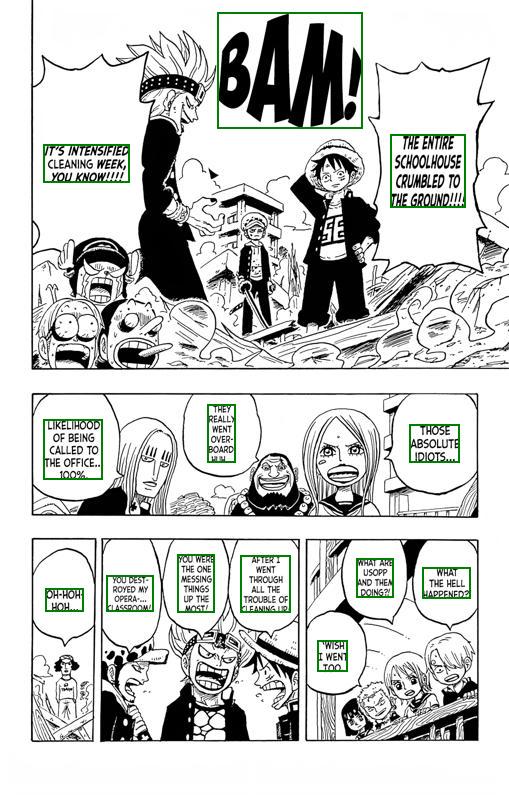 BAM!
THE ENTIRE
SCHOOLHOUSE
CRUMBLED TO
THE GROUND!!!!
IT'S INTENSIFIED
CLEANING WEEK,
YOU KNOW!!!!
THOSE
ABSOLUTE
IDIOTS...
THEY
REALLY
WENT
OVER-
BOARD
HUH
LIKELIHOOD
OF BEING
CALLED TO
THE OFFICE...
100%.
WHAT
THE HELL
HAPPENED?
WHAT ARE
USOPP
AND THEM
DOING?!
"WISH
I WENT
TOO
AFTER I
WENT
THROUGH
ALL THE
TROUBLE OF
CLEANING UP
YOU WERE
THE ONE
MESSING
THINGS
UP THE
MOST!
YOU DEST-
ROYED MY
OPERA-...
CLASSROOM!
OH-HOH-
HOH...